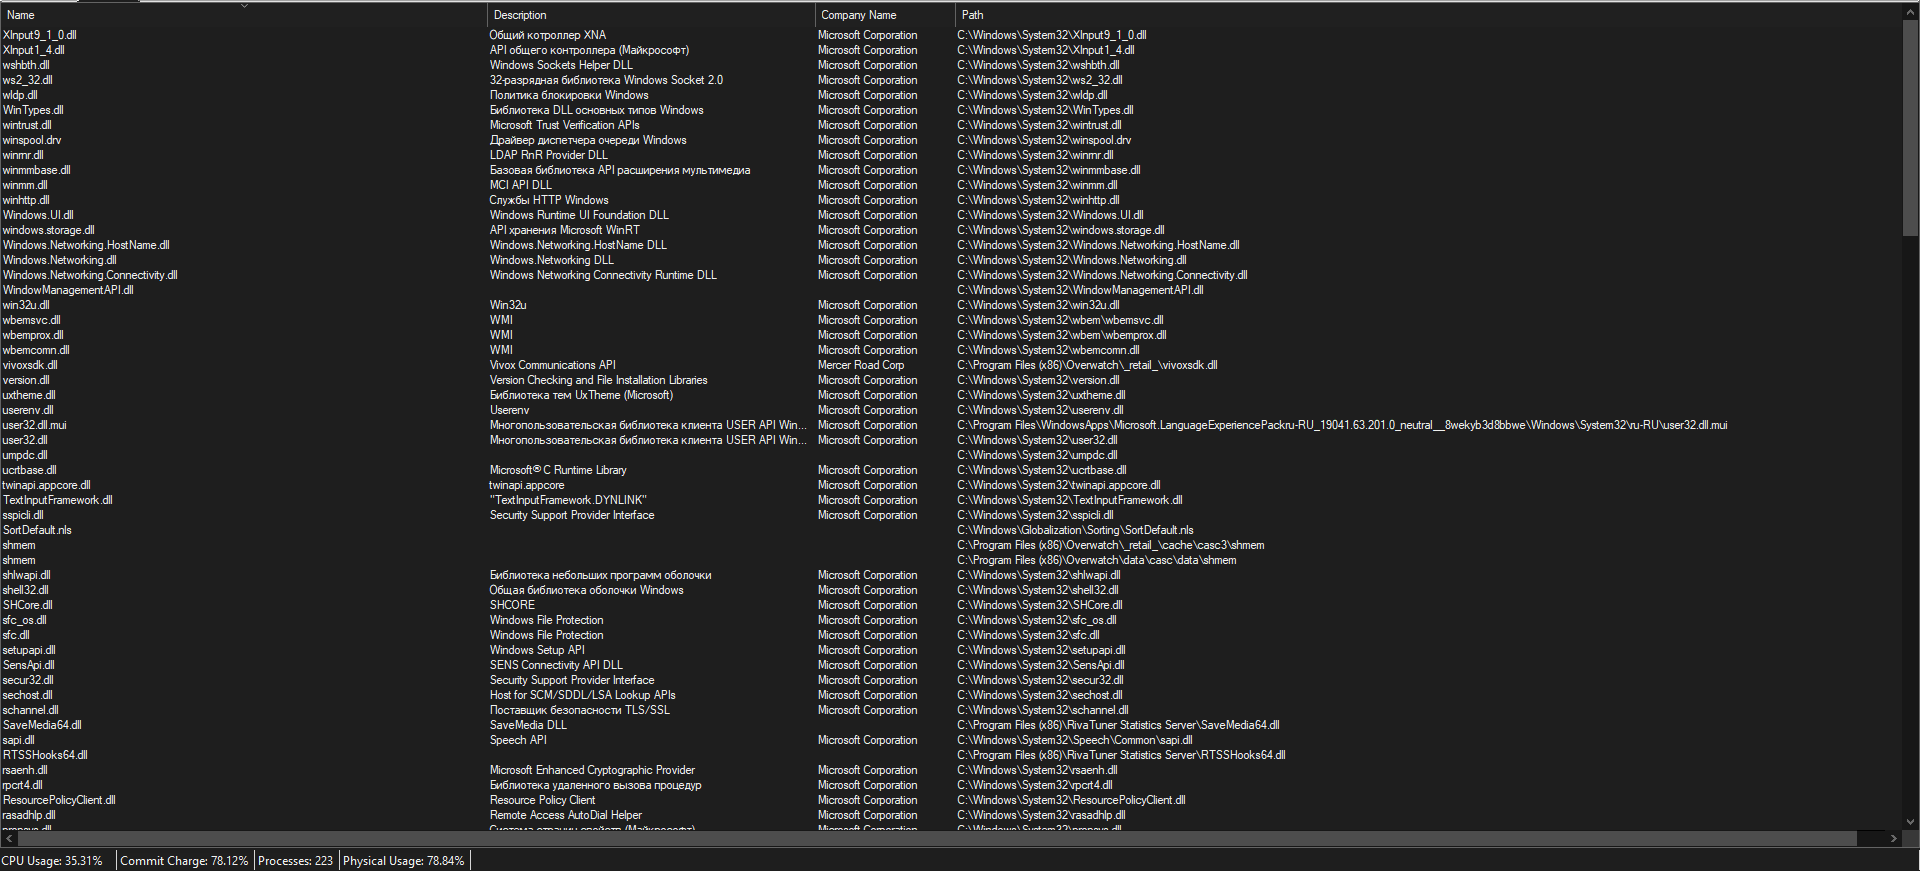 Name Description Company Name Path
XInput9_1_0.dll Общий котроллер XNA Microsoft Corporation C:\Windows\System32\XInput9_1_0.dll
XInput1_4.dll API общего контроллера (Майкрософт) Microsoft Corporation C:\Windows\System32\XInput1_4.dll
wshbth.dll Windows Sockets Helper DLL Microsoft Corporation C:\Windows\System32\wshbth.dll
ws2_32.dll 32-разрядная библиотека Windows Socket 2.0 Microsoft Corporation C:\Windows\System32\ws2_32.dll
wldp.dll Политика блокировки Windows Microsoft Corporation C:\Windows\System32\wldp.dll
WinTypes.dll Библиотека DLL основных типов Windows Microsoft Corporation C:\Windows\System32\WinTypes.dll
wintrust.dll Microsoft Trust Verification APIs Microsoft Corporation C:\Windows\System32\wintrust.dll
winspool.drv Драйвер диспетчера очереди Windows Microsoft Corporation C:\Windows\System32\winspool.drv
winrnr.dll LDAP RnR Provider DLL Microsoft Corporation C:\Windows\System32\winrnr.dll
winmmbase.dll Базовая библиотека API расширения мультимедиа Microsoft Corporation C:\Windows\System32\winmmbase.dll
winmm.dll MCI API DLL Microsoft Corporation C:\Windows\System32\winmm.dll
winhttp.dll Службы HTTP Windows Microsoft Corporation C:\Windows\System32\winhttp.dll
Windows.UI.dll Windows Runtime UI Foundation DLL Microsoft Corporation C:\Windows\System32\Windows.UI.dll
windows.storage.dll API хранения Microsoft WinRT Microsoft Corporation C:\Windows\System32\windows.storage.dll
Windows.Networking.HostName.dll Windows.Networking.HostName DLL Microsoft Corporation C:\Windows\System32\Windows.Networking.HostName.dll
Windows.Networking.dll Windows.Networking DLL Microsoft Corporation C:\Windows\System32\Windows.Networking.dll
Windows.Networking.Connectivity.dll Windows Networking Connectivity Runtime DLL Microsoft Corporation C:\Windows\System32\Windows.Networking.Connectivity.dll
WindowManagementAPI.dll C:\Windows\System32\WindowManagementAPI.dll
win32u.dll Win32u Microsoft Corporation C:\Windows\System32\win32u.dll
wbemsvc.dll WMI Microsoft Corporation C:\Windows\System32\wbem\wbemsvc.dll
wbemprox.dll WMI Microsoft Corporation C:\Windows\System32\wbem\wbemprox.dll
wbemcomn.dll WMI Microsoft Corporation C:\Windows\System32\wbemcomn.dll
vivoxsdk.dll Vivox Communications API Mercer Road Corp C:\Program Files (x86)\Overwatch\_retail_\vivoxsdk.dll
version.dll Version Checking and File Installation Libraries Microsoft Corporation C:\Windows\System32\version.dll
uxtheme.dll Библиотека тем UxTheme (Microsoft) Microsoft Corporation C:\Windows\System32\uxtheme.dll
userenv.dll Userenv Microsoft Corporation C:\Windows\System32\userenv.dll
user32.dll.mui Многопользовательская библиотека клиента USER API Win... Microsoft Corporation C:\Program Files\WindowsApps\Microsoft.LanguageExperiencePackru-RU_19041.63.201.0_neutral__8wekyb3d8bbwe\Windows\System32\ru-RU\user32.dll.mui
user32.dll Многопользовательская библиотека клиента USER API Win... Microsoft Corporation C:\Windows\System32\user32.dll
umpdc.dll C:\Windows\System32\umpdc.dll
ucrtbase.dll Microsoft® C Runtime Library Microsoft Corporation C:\Windows\System32\ucrtbase.dll
twinapi.appcore.dll twinapi.appcore Microsoft Corporation C:\Windows\System32\twinapi.appcore.dll
TextInputFramework.dll "TextInputFramework.DYNLINK" Microsoft Corporation C:\Windows\System32\TextInputFramework.dll
sspicli.dll Security Support Provider Interface Microsoft Corporation C:\Windows\System32\sspicli.dll
SortDefault.nls C:\Windows\Globalization\Sorting\SortDefault.nls
shmem C:\Program Files (x86)\Overwatch\_retail_\cache\casc3\shmem
shmem C:\Program Files (x86)\Overwatch\data\casc\data\shmem
shlwapi.dll Библиотека небольших программ оболочки Microsoft Corporation C:\Windows\System32\shlwapi.dll
shell32.dll Общая библиотека оболочки Windows Microsoft Corporation C:\Windows\System32\shell32.dll
SHCore.dll SHCORE Microsoft Corporation C:\Windows\System32\SHCore.dll
sfc_os.dll Windows File Protection Microsoft Corporation C:\Windows\System32\sfc_os.dll
sfc.dll Windows File Protection Microsoft Corporation C:\Windows\System32\sfc.dll
setupapi.dll Windows Setup API Microsoft Corporation C:\Windows\System32\setupapi.dll
SensApi.dll SENS Connectivity API DLL Microsoft Corporation C:\Windows\System32\SensApi.dll
secur32.dll Security Support Provider Interface Microsoft Corporation C:\Windows\System32\secur32.dll
sechost.dll Host for SCM/SDDL/LSA Lookup APIs Microsoft Corporation C:\Windows\System32\sechost.dll
schannel.dll Поставщик безопасности TLS/SSL Microsoft Corporation C:\Windows\System32\schannel.dll
SaveMedia64.dll SaveMedia DLL C:\Program Files (x86)\RivaTuner Statistics Server\SaveMedia64.dll
sapi.dll Speech API Microsoft Corporation C:\Windows\System32\Speech\Common\sapi.dll
RTSSHooks64.dll C:\Program Files (x86)\RivaTuner Statistics Server\RTSSHooks64.dll
rsaenh.dll Microsoft Enhanced Cryptographic Provider Microsoft Corporation C:\Windows\System32\rsaenh.dll
rpcrt4.dll Библиотека удаленного вызова процедур Microsoft Corporation C:\Windows\System32\rpcrt4.dll
ResourcePolicyClient.dll Resource Policy Client Microsoft Corporation C:\Windows\System32\ResourcePolicyClient.dll
rasadhlp.dll Remote Access AutoDial Helper Microsoft Corporation C:\Windows\System32\rasadhlp.dll
propsys.dll Система страниц свойств (Майкрософт) Microsoft Corporation C:\Windows\System32\propsys.dll
CPU Usage: 35.31% Commit Charge: 78.12% Processes: 223 Physical Usage: 78.84%